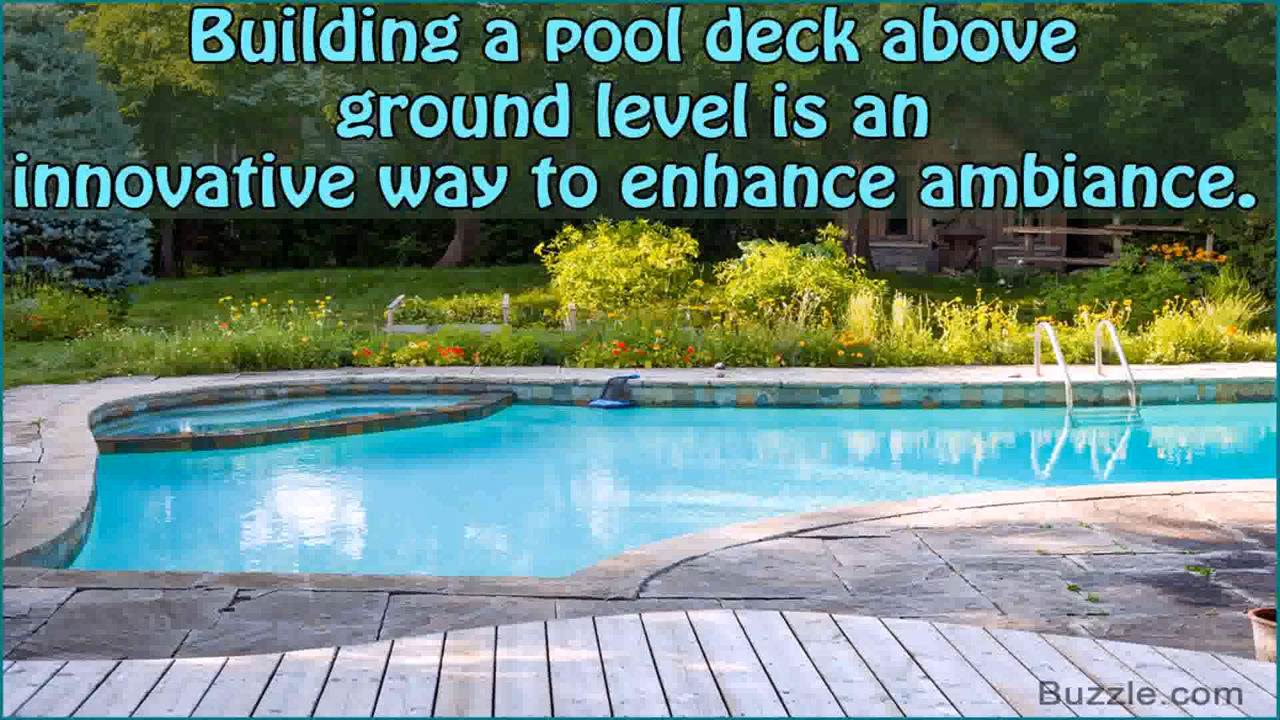 Building a pool deck above
ground level is an
innovative way to enhance ambiance.
Buzzle.com